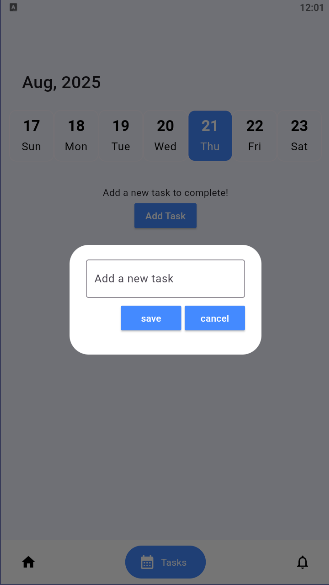 12:01
Aug, 2025
17 18 19 20 21 22 23
Sun Mon Tue Wed Thu Fri Sat
Add a new task to complete!
Add Task
Add a new task
save cancel
Tasks